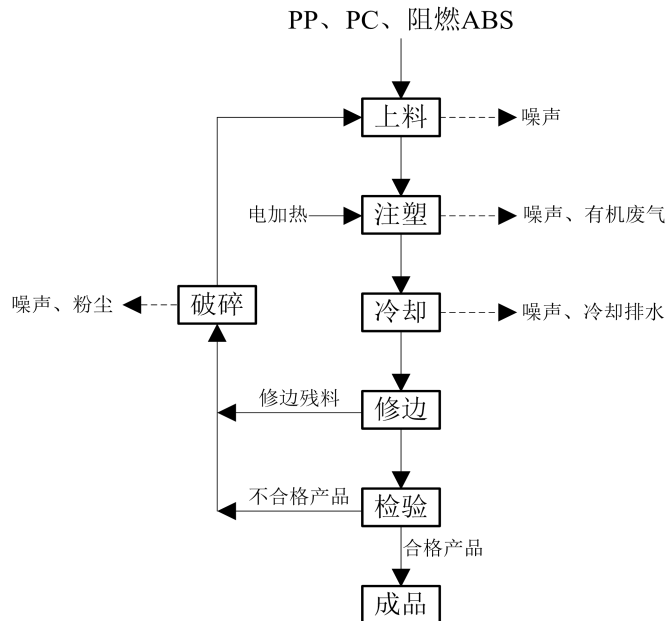 PP、PC、阻燃ABS
上料
噪声
电加热
注塑
噪声、有机废气
噪声、粉尘
破碎
冷却
噪声、冷却排水
修边残料
修边
不合格产品
检验
合格产品
成品